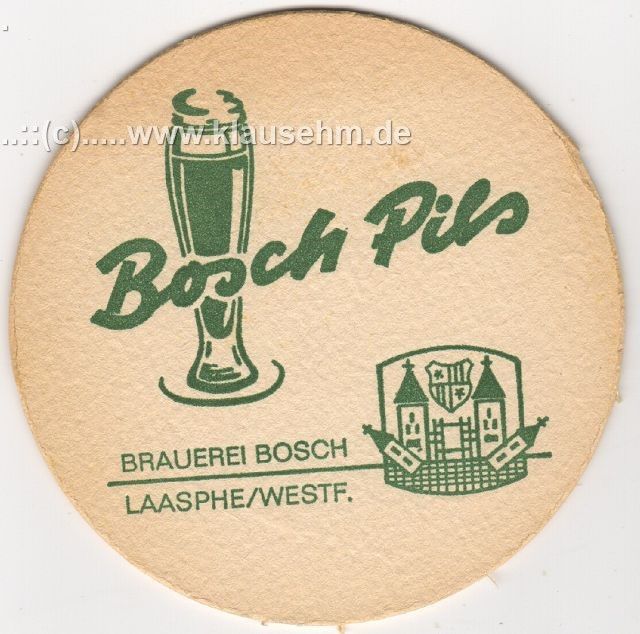 ..::(c).....www.klausehm.de
Bosch Pils
BRAUEREI BOSCH
LAASPHE/WESTF.